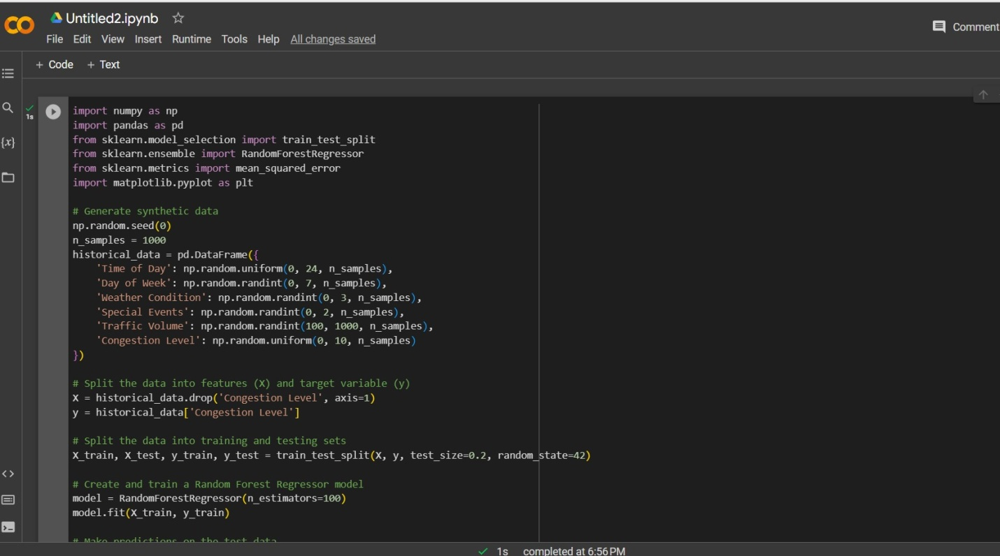 Untitled2.ipynb
File Edit View Insert Runtime Tools Help All changes saved
Comment
+ Code + Text
1s
{x}
import numpy as np
import pandas as pd
from sklearn.model_selection import train_test_split
from sklearn.ensemble import RandomForestRegressor
from sklearn.metrics import mean_squared_error
import matplotlib.pyplot as plt
# Generate synthetic data
np.random.seed(0)
n_samples = 1000
historical_data = pd.DataFrame({
    'Time of Day': np.random.uniform(0, 24, n_samples),
    'Day of Week': np.random.randint(0, 7, n_samples),
    'Weather Condition': np.random.randint(0, 3, n_samples),
    'Special Events': np.random.randint(0, 2, n_samples),
    'Traffic Volume': np.random.randint(100, 1000, n_samples),
    'Congestion Level': np.random.uniform(0, 10, n_samples)
})
# Split the data into features (X) and target variable (y)
X = historical_data.drop('Congestion Level', axis=1)
y = historical_data['Congestion Level']
# Split the data into training and testing sets
X_train, X_test, y_train, y_test = train_test_split(X, y, test_size=0.2, random_state=42)
# Create and train a Random Forest Regressor model
model = RandomForestRegressor(n_estimators=100)
model.fit(X_train, y_train)
# Make predictions on the test data
1s completed at 6:56 PM